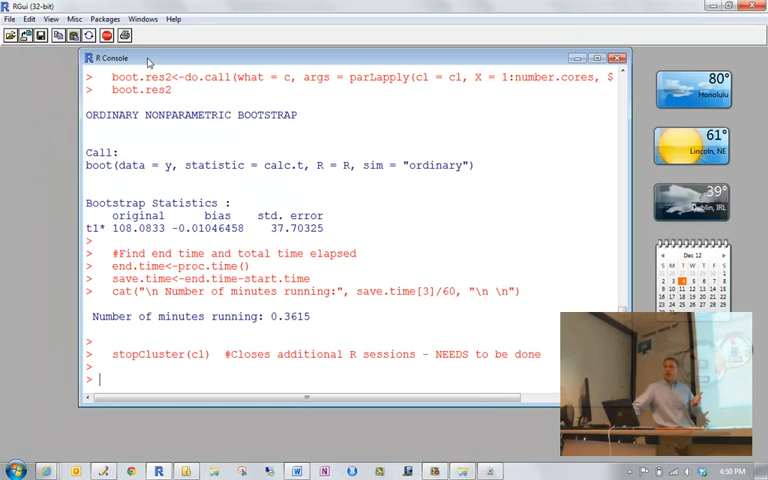 RGui (32-bit)
File Edit View Misc Packages Windows Help
R Console
> boot.res2<-do.call(what = c, args = parLapply(cl = cl, X = 1:number.cores, $
> boot.res2
ORDINARY NONPARAMETRIC BOOTSTRAP
Call:
boot(data = y, statistic = calc.t, R = R, sim = "ordinary")
Bootstrap Statistics :
original bias std. error
t1* 108.0833 -0.01046458 37.70325
>
> #Find end time and total time elapsed
> end.time<-proc.time()
> save.time<-end.time-start.time
> cat("\n Number of minutes running:", save.time[3]/60, "\n \n")
Number of minutes running: 0.3615
>
> stopCluster(cl) #Closes additional R sessions - NEEDS to be done
>
>
80°
Honolulu
61°
Lincoln, NE
39°
Dublin, IRL
Dec 12
S M T W T F S
4:50 PM